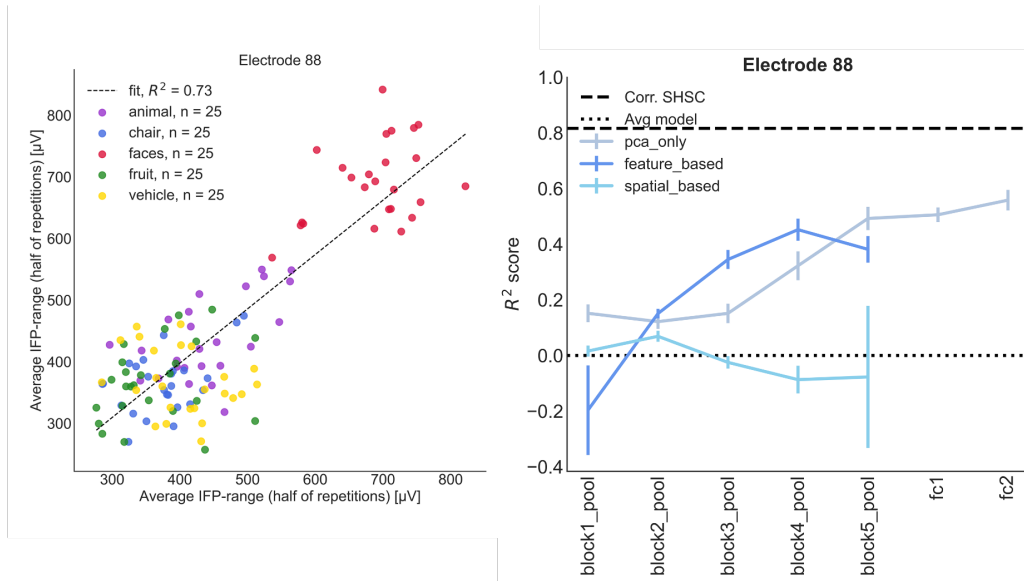 Electrode 88
fit, R² = 0.73
animal, n = 25
chair, n = 25
faces, n = 25
fruit, n = 25
vehicle, n = 25
Average IFP-range (half of repetitions) [µV]
800
700
600
500
400
300
300 400 500 600 700 800
Average IFP-range (half of repetitions) [µV]
Electrode 88
Corr. SHSC
Avg model
pca_only
feature_based
spatial_based
R² score
1.0
0.8
0.6
0.4
0.2
0.0
−0.2
−0.4
block1_pool
block2_pool
block3_pool
block4_pool
block5_pool
fc1
fc2